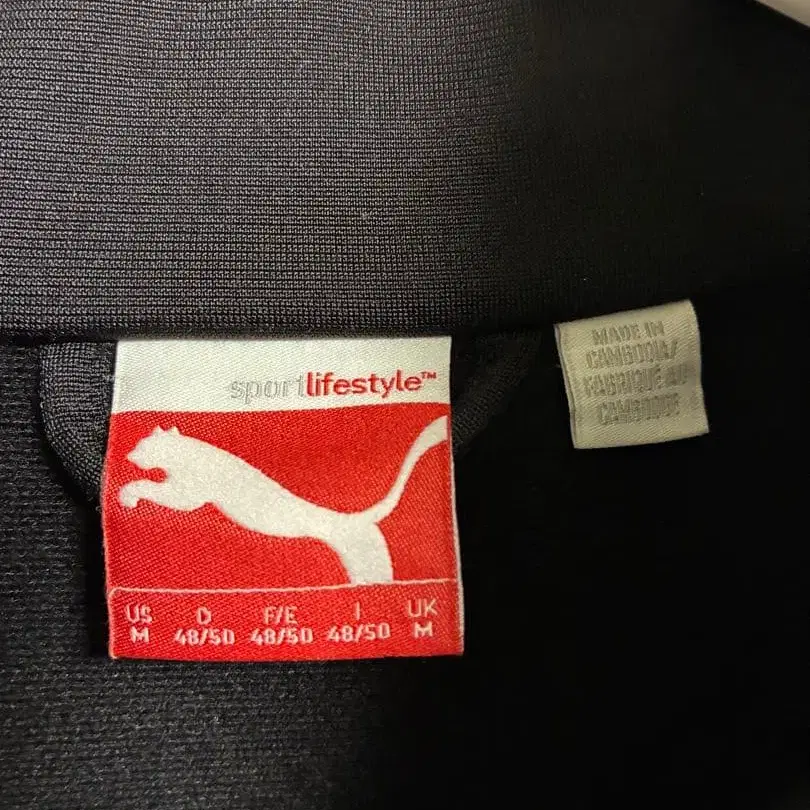 sportlifestyle™
US D F/E I UK
M 48/50 48/50 48/50 M
MADE IN
CAMBODIA/
FABRIQUÉ AU
CAMBODGE